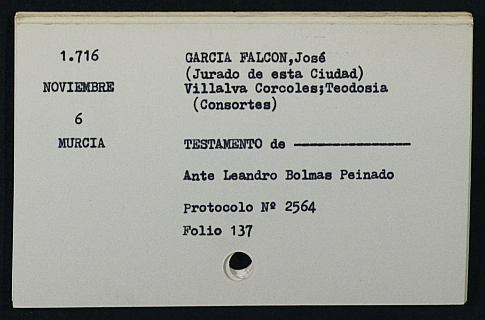 1.716
NOVIEMBRE
6
MURCIA
GARCIA FALCON,José
(Jurado de esta Ciudad)
Villalva Corcoles;Teodosia
(Consortes)
TESTAMENTO de ----------------
Ante Leandro Bolmas Peinado
Protocolo Nº 2564
Folio 137